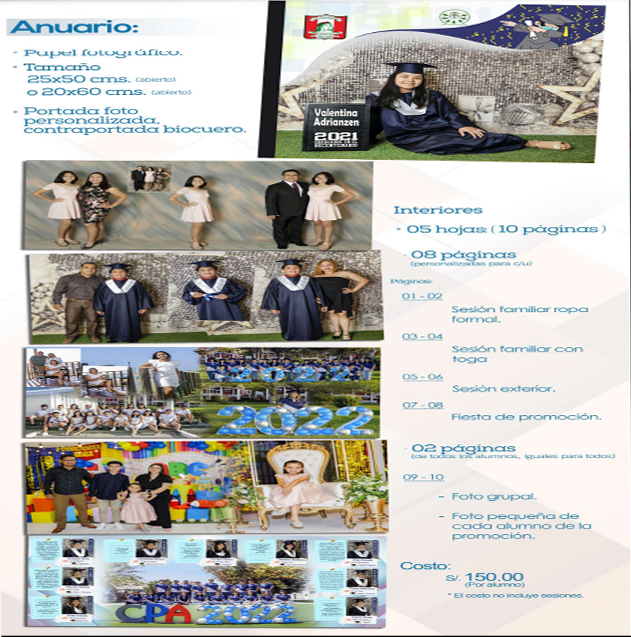 Anuario:
• Papel fotográfico.
• Tamaño
25x50 cms. (abierto)
o 20x60 cms. (abierto)
• Portada foto
personalizada,
contraportada biocuero.
Valentina
Adrianzen
2021
Interiores
• 05 hojas: ( 10 páginas )
- 08 páginas
(personalizadas para c/u)
Páginas:
01 - 02
Sesión familiar ropa
formal.
03 - 04
Sesión familiar con
toga
05 - 06
Sesión exterior.
07 - 08
Fiesta de promoción.
- 02 páginas
(de todos los alumnos, iguales para todos)
09 - 10
- Foto grupal.
- Foto pequeña de
cada alumno de la
promoción.
2022
2022
CPA 2022
Costo:
S/. 150.00
(Por alumno)
* El costo no incluye sesiones.